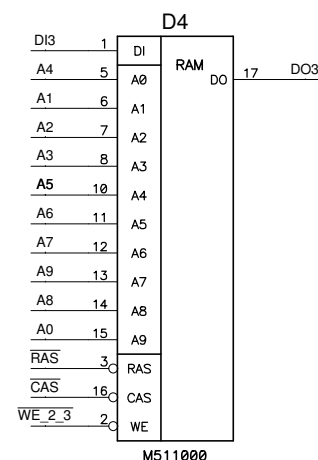 D4
DI3 1 DI RAM
A4 5 A0 DO 17 DO3
A1 6 A1
A2 7 A2
A3 8 A3
A5 10 A4
A6 11 A5
A7 12 A6
A9 13 A7
A8 14 A8
A0 15 A9
RAS 3 RAS
CAS 16 CAS
WE_2_3 2 WE
M511000